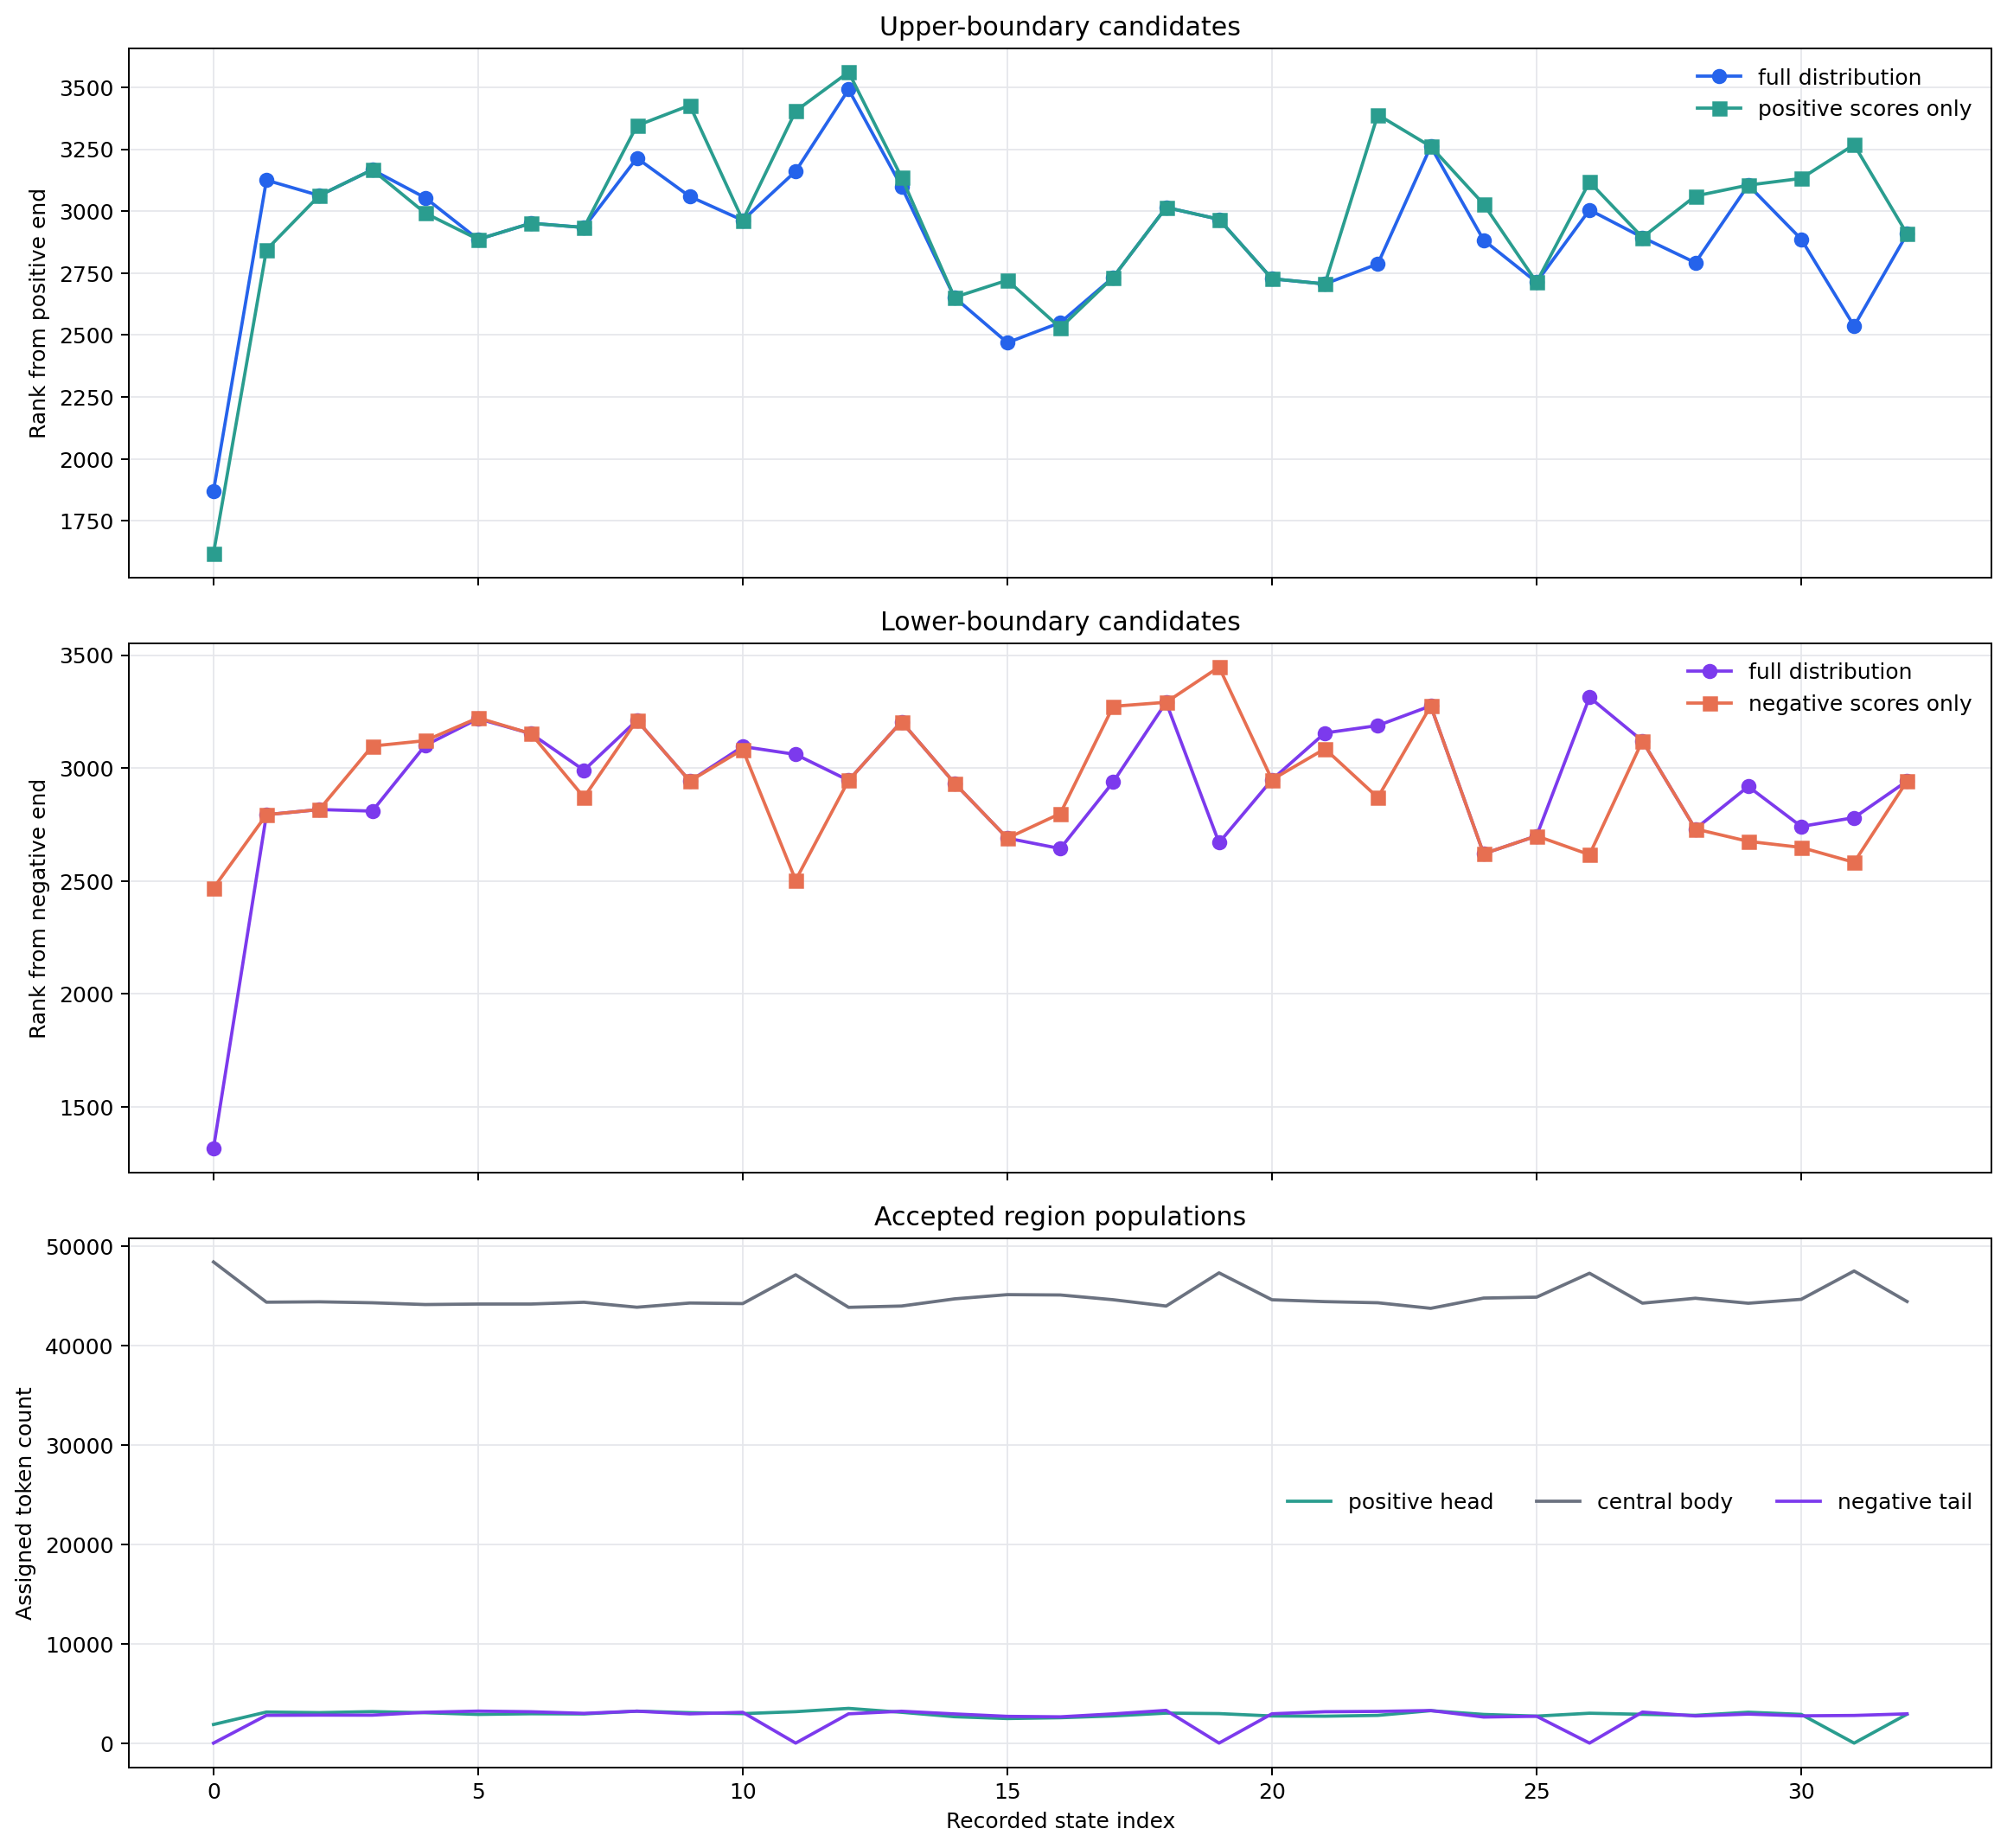 Upper-boundary candidates
Rank from positive end
3500
3250
3000
2750
2500
2250
2000
1750
full distribution
positive scores only
Lower-boundary candidates
Rank from negative end
3500
3000
2500
2000
1500
full distribution
negative scores only
Accepted region populations
Assigned token count
50000
40000
30000
20000
10000
0
positive head central body negative tail
0 5 10 15 20 25 30
Recorded state index